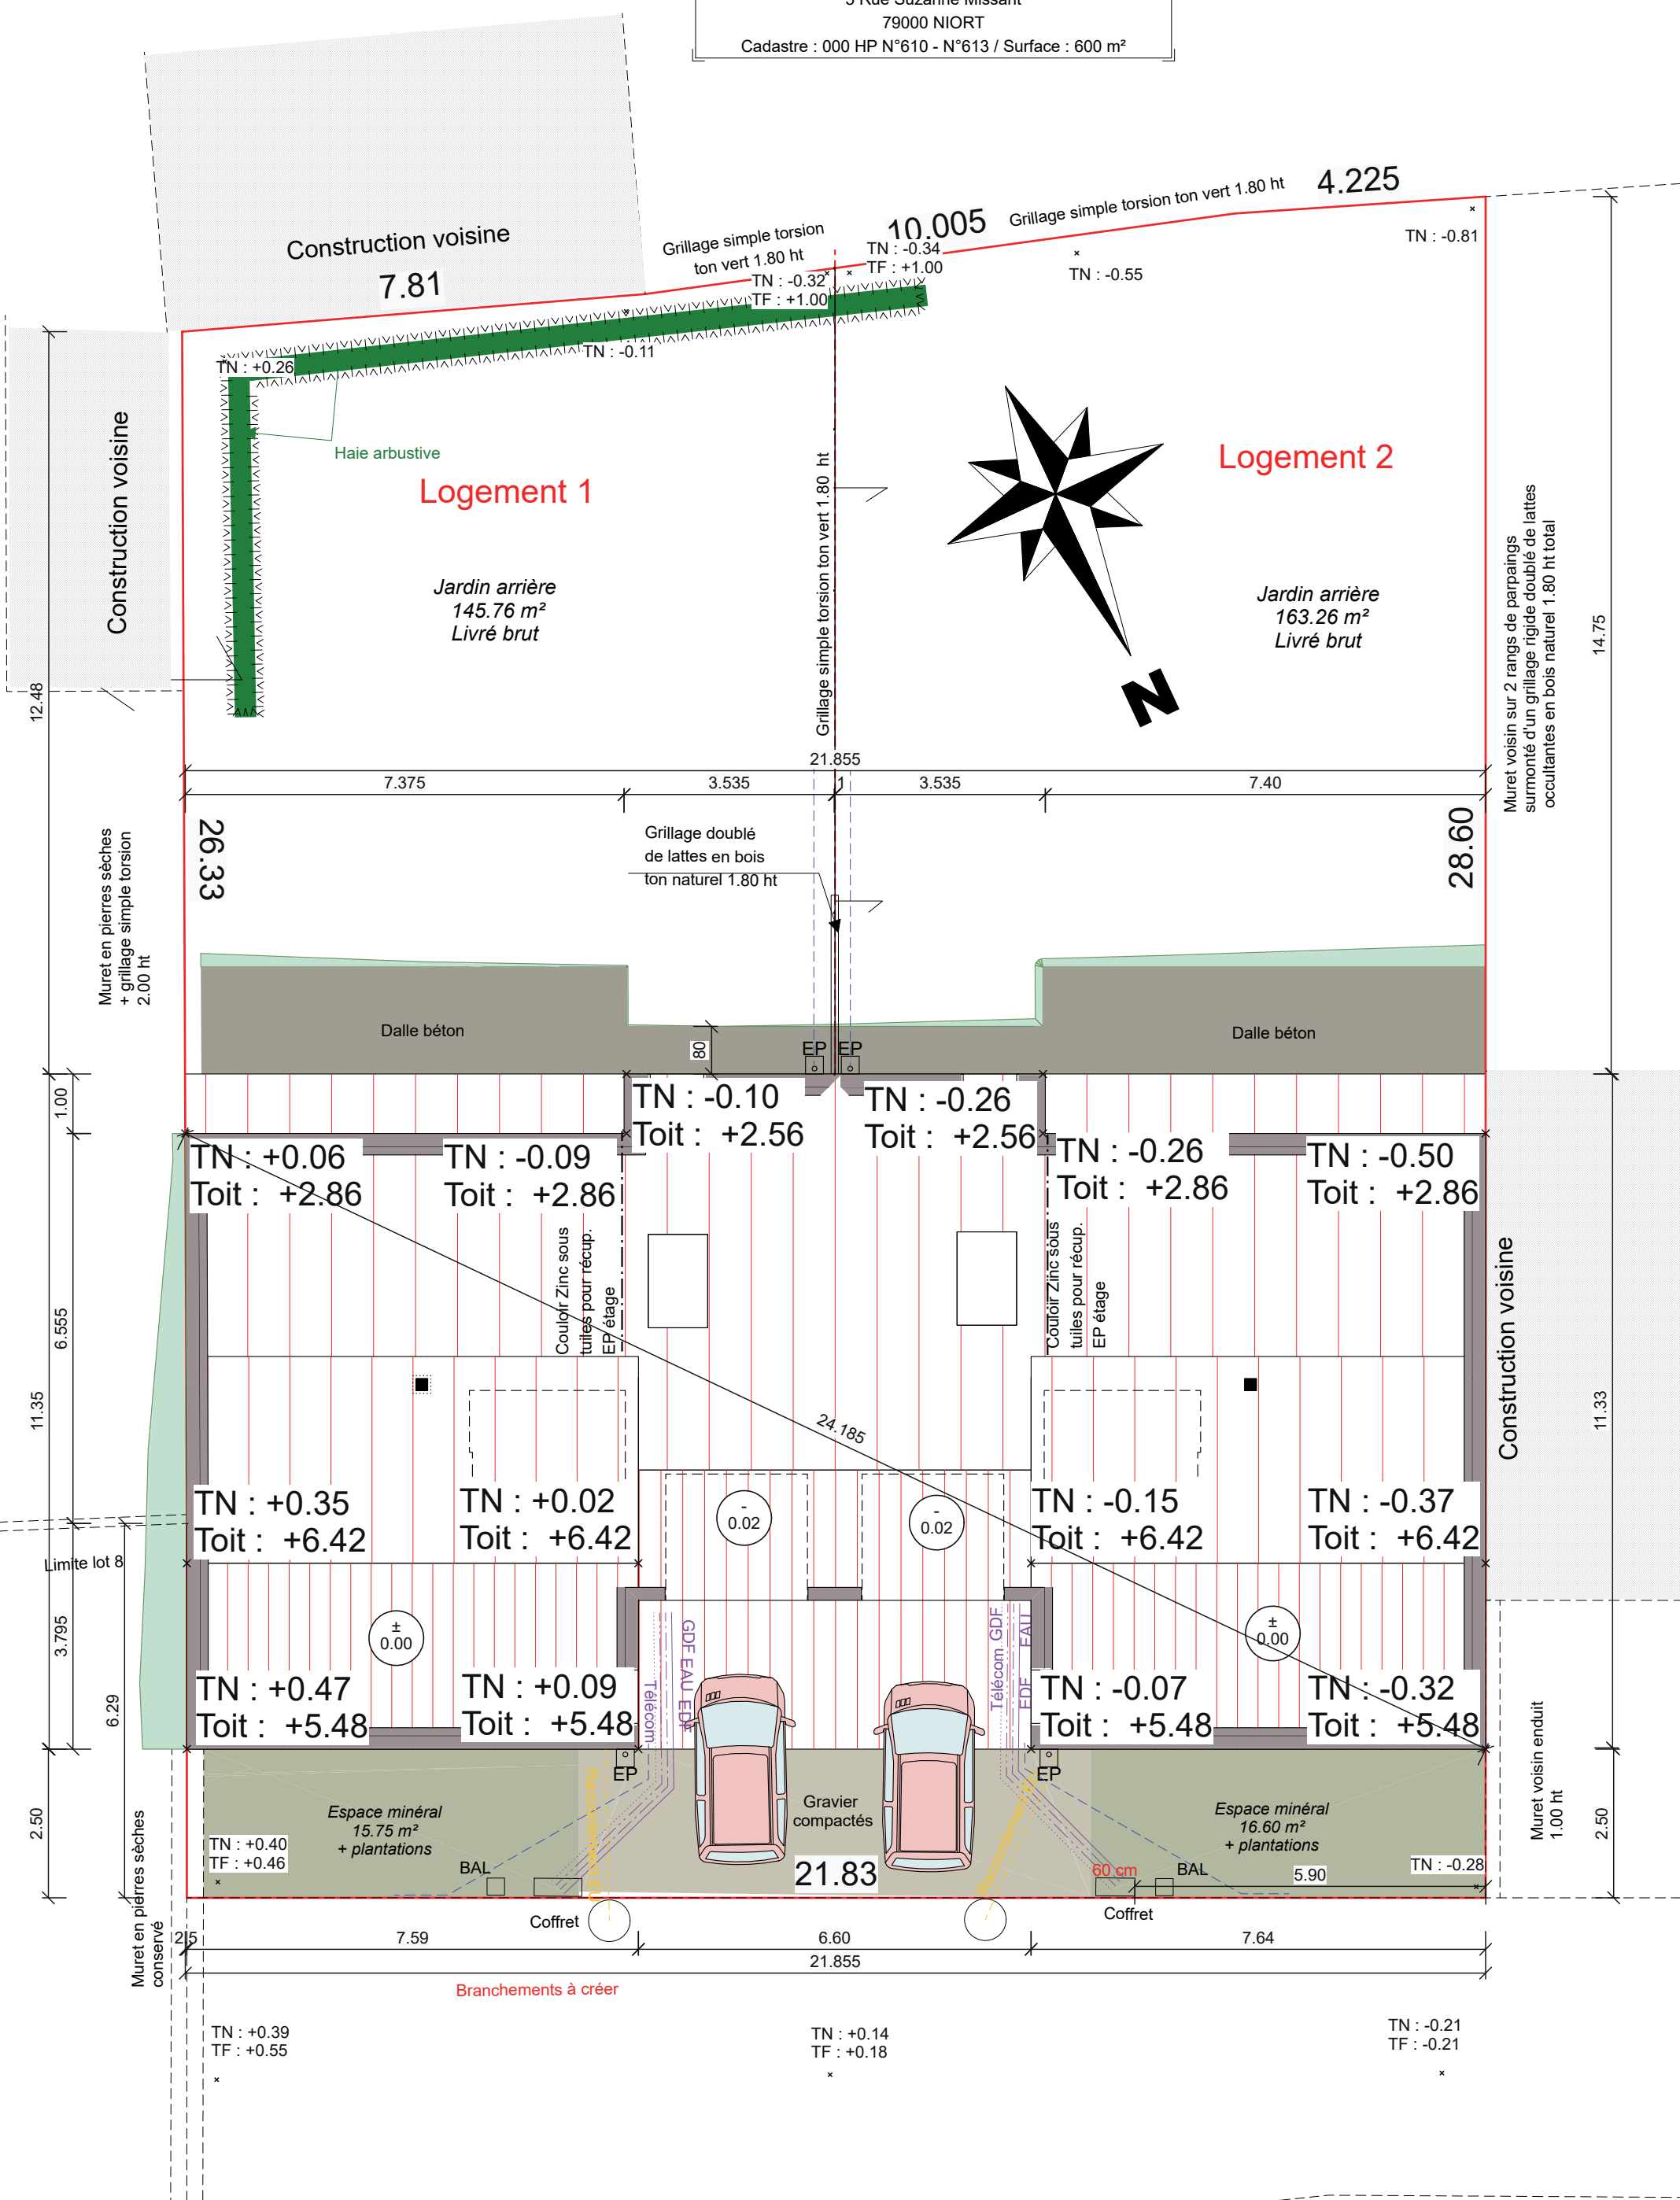 79000 NIORT
Cadastre : 000 HP N°610 - N°613 / Surface : 600 m²
4.225
Grillage simple torsion ton vert 1.80 ht
10.005
Grillage simple torsion
ton vert 1.80 ht
Construction voisine
7.81
TN : -0.34
TF : +1.00
TN : -0.32
TF : +1.00
TN : -0.55
TN : -0.81
TN : -0.11
TN : +0.26
Haie arbustive
Construction voisine
Logement 1
Logement 2
Jardin arrière
145.76 m²
Livré brut
Jardin arrière
163.26 m²
Livré brut
N
Grillage simple torsion ton vert 1.80 ht
Muret voisin sur 2 rangs de parpaings
surmonté d'un grillage rigide doublé de lattes
occultantes en bois naturel 1.80 ht total
12.48
14.75
21.855
7.375
3.535
1
3.535
7.40
26.33
28.60
Muret en pierres sèches
+ grillage simple torsion
2.00 ht
Grillage doublé
de lattes en bois
ton naturel 1.80 ht
Dalle béton
Dalle béton
80
EP
EP
1.00
TN : -0.10
Toit : +2.56
TN : -0.26
Toit : +2.56
TN : +0.06
Toit : +2.86
TN : -0.09
Toit : +2.86
TN : -0.26
Toit : +2.86
TN : -0.50
Toit : +2.86
Couloir Zinc sous
tuiles pour récup.
EP étage
Couloir Zinc sous
tuiles pour récup.
EP étage
Construction voisine
6.555
11.35
11.33
24.185
TN : +0.35
Toit : +6.42
TN : +0.02
Toit : +6.42
-
0.02
-
0.02
TN : -0.15
Toit : +6.42
TN : -0.37
Toit : +6.42
Limite lot 8
3.795
6.29
±
0.00
±
0.00
GDF EAU EDF
Télécom
Télécom GDF
EDF EAU
TN : +0.47
Toit : +5.48
TN : +0.09
Toit : +5.48
TN : -0.07
Toit : +5.48
TN : -0.32
Toit : +5.48
EP
EP
2.50
2.50
Muret voisin enduit
1.00 ht
Espace minéral
15.75 m²
+ plantations
Gravier
compactés
Espace minéral
16.60 m²
+ plantations
Raccordement EU
TN : +0.40
TF : +0.46
BAL
21.83
60 cm
BAL
5.90
TN : -0.28
Coffret
Coffret
Muret en pierres sèches
conservé
2.5
7.59
6.60
7.64
21.855
Branchements à créer
TN : +0.39
TF : +0.55
TN : +0.14
TF : +0.18
TN : -0.21
TF : -0.21